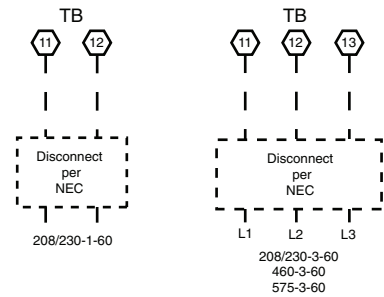 TB
11 12
Disconnect
per
NEC
208/230-1-60
TB
11 12 13
Disconnect
per
NEC
L1 L2 L3
208/230-3-60
460-3-60
575-3-60